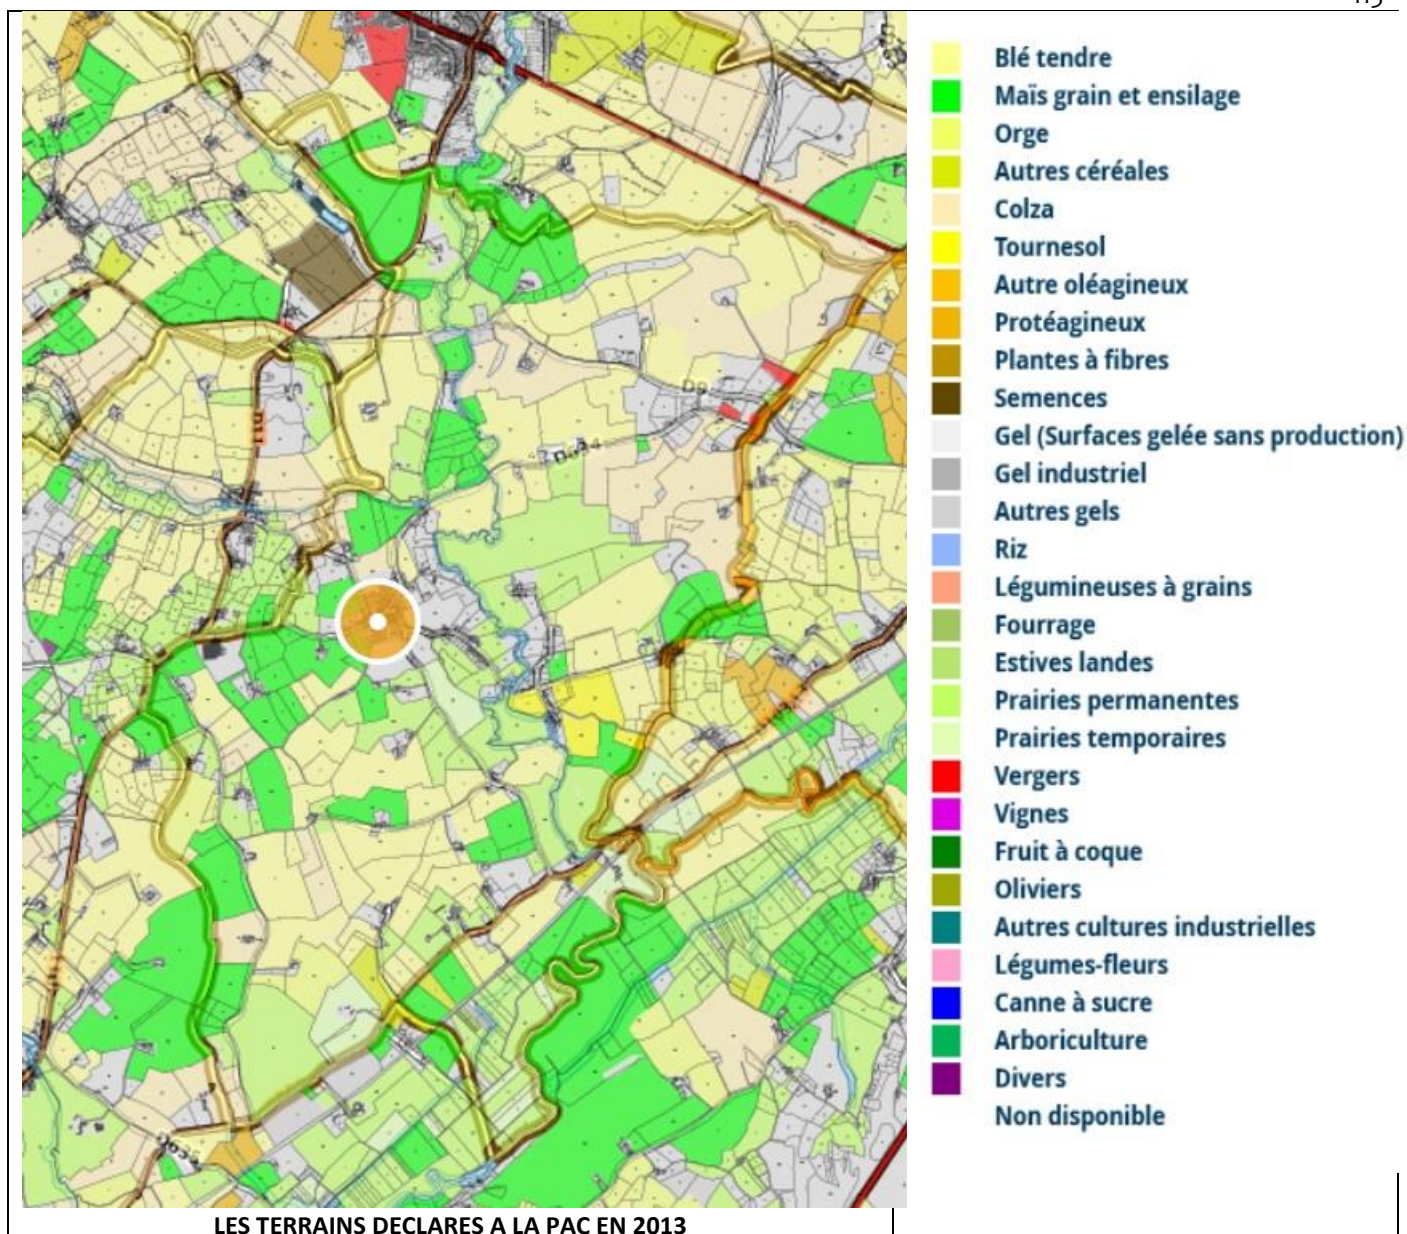 Blé tendre
Maïs grain et ensilage
Orge
Autres céréales
Colza
Tournesol
Autre oléagineux
Protéagineux
Plantes à fibres
Semences
Gel (Surfaces gelée sans production)
Gel industriel
Autres gels
Riz
Légumineuses à grains
Fourrage
Estives landes
Prairies permanentes
Prairies temporaires
Vergers
Vignes
Fruit à coque
Oliviers
Autres cultures industrielles
Légumes-fleurs
Canne à sucre
Arboriculture
Divers
Non disponible
D9
LES TERRAINS DECLARES A LA PAC EN 2013